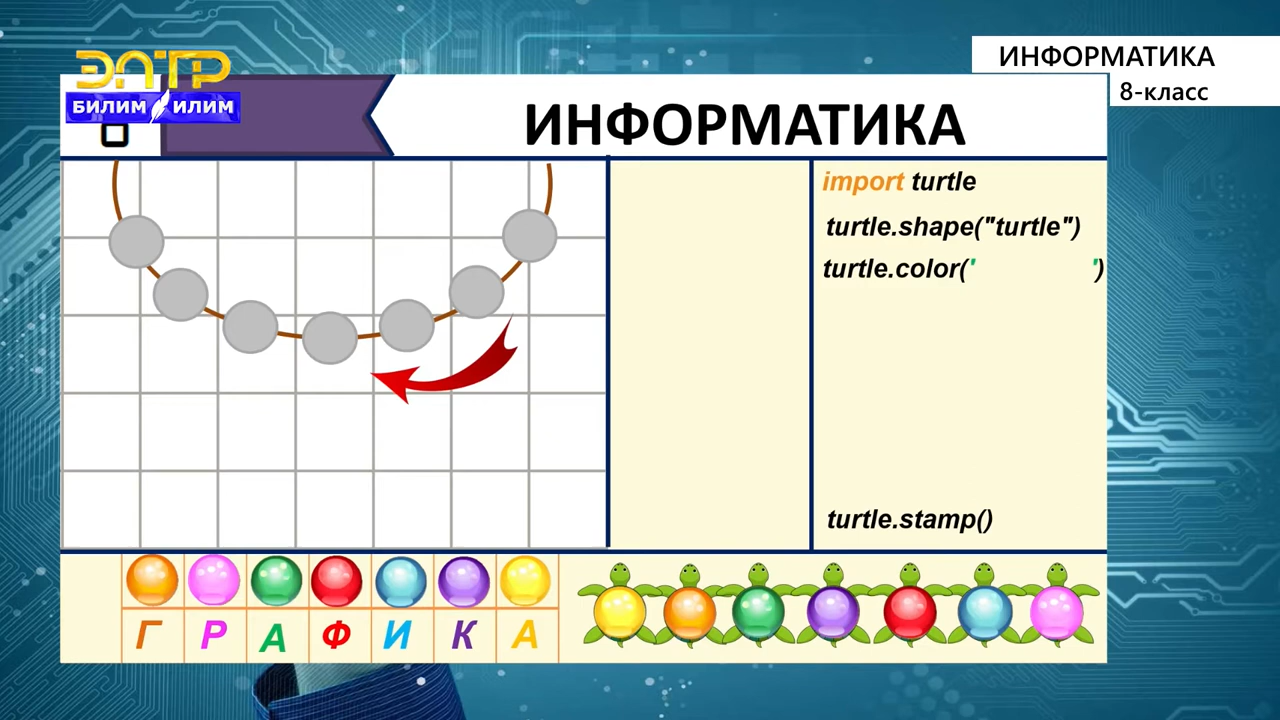 ЭЛТР
БИЛИМ ИЛИМ
ИНФОРМАТИКА
8-класс
ИНФОРМАТИКА
import turtle
turtle.shape("turtle")
turtle.color(' ')
turtle.stamp()
Г Р А Ф И К А